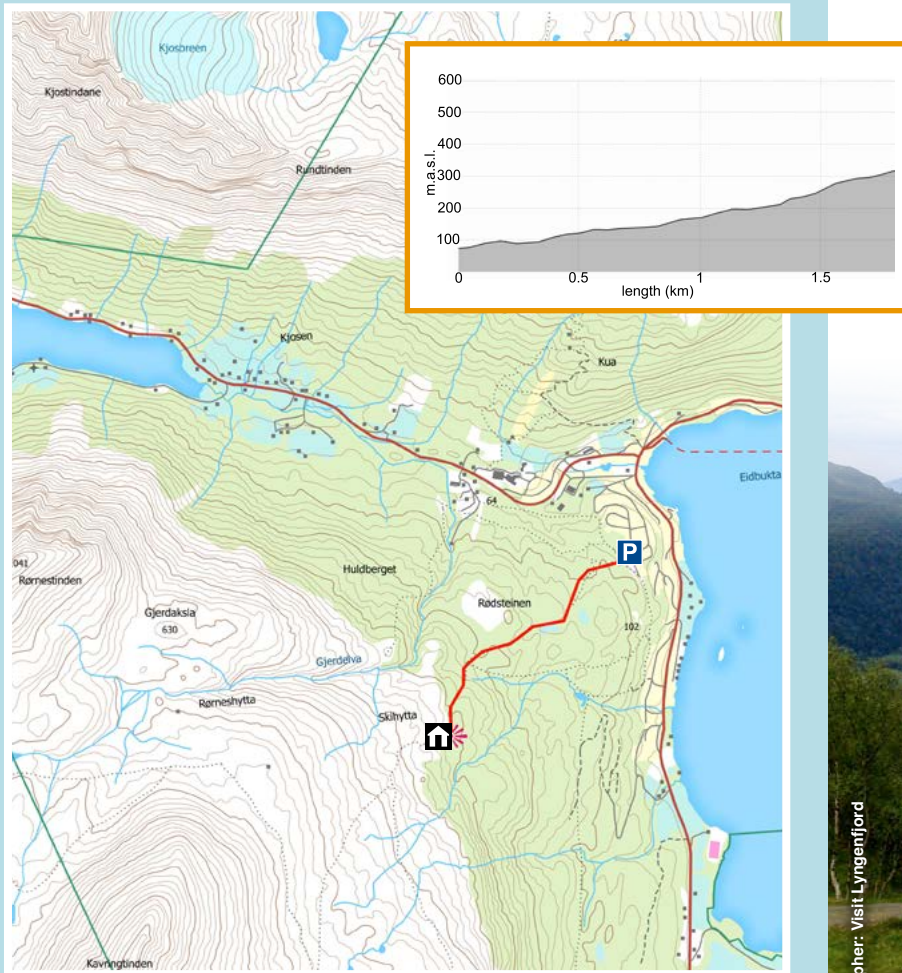 Kjosbreen
Kjostindane
Rundtinden
600
500
400
300
200
100
m.a.s.l.
0
0.5
1
1.5
length (km)
Kjosen
Kua
Eidbukta
64
P
041
Rørnestinden
Huldberget
Rødsteinen
Gjerdaksla
630
102
Gjerdelva
Rørneshytta
Skihytta
Kavringtinden
pher: Visit Lyngenfjord